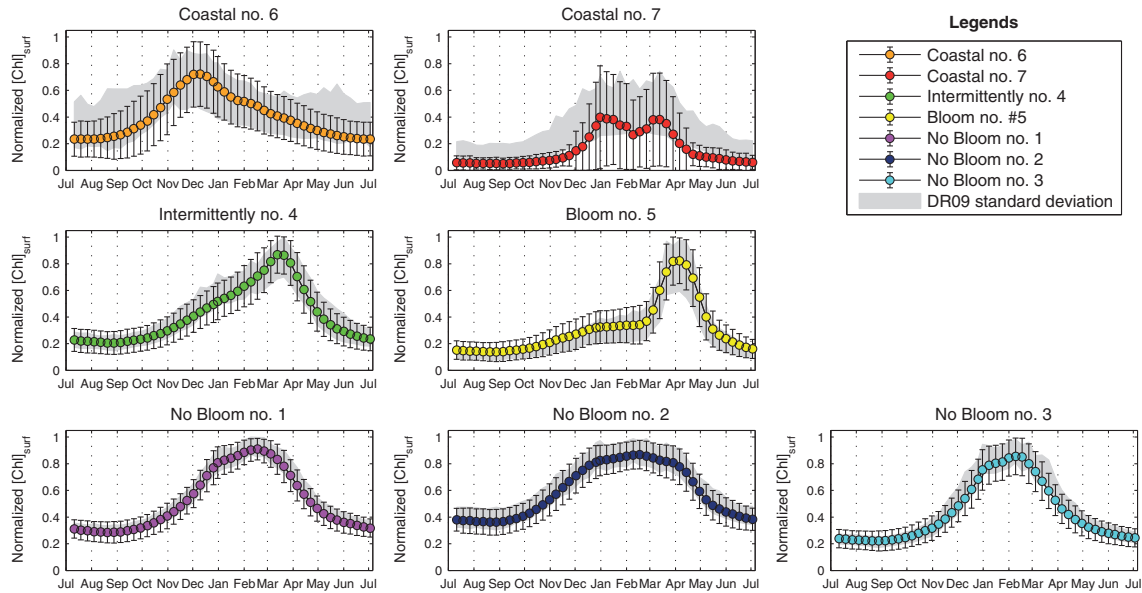 Coastal no. 6
Normalized [Chl]surf
1
0.8
0.6
0.4
0.2
0
Jul Aug Sep Oct Nov Dec Jan Feb Mar Apr May Jun Jul
Coastal no. 7
Normalized [Chl]surf
1
0.8
0.6
0.4
0.2
0
Jul Aug Sep Oct Nov Dec Jan Feb Mar Apr May Jun Jul
Legends
Coastal no. 6
Coastal no. 7
Intermittently no. 4
Bloom no. #5
No Bloom no. 1
No Bloom no. 2
No Bloom no. 3
DR09 standard deviation
Intermittently no. 4
Normalized [Chl]surf
1
0.8
0.6
0.4
0.2
0
Jul Aug Sep Oct Nov Dec Jan Feb Mar Apr May Jun Jul
Bloom no. 5
Normalized [Chl]surf
1
0.8
0.6
0.4
0.2
0
Jul Aug Sep Oct Nov Dec Jan Feb Mar Apr May Jun Jul
No Bloom no. 1
Normalized [Chl]surf
1
0.8
0.6
0.4
0.2
0
Jul Aug Sep Oct Nov Dec Jan Feb Mar Apr May Jun Jul
No Bloom no. 2
Normalized [Chl]surf
1
0.8
0.6
0.4
0.2
0
Jul Aug Sep Oct Nov Dec Jan Feb Mar Apr May Jun Jul
No Bloom no. 3
Normalized [Chl]surf
1
0.8
0.6
0.4
0.2
0
Jul Aug Sep Oct Nov Dec Jan Feb Mar Apr May Jun Jul